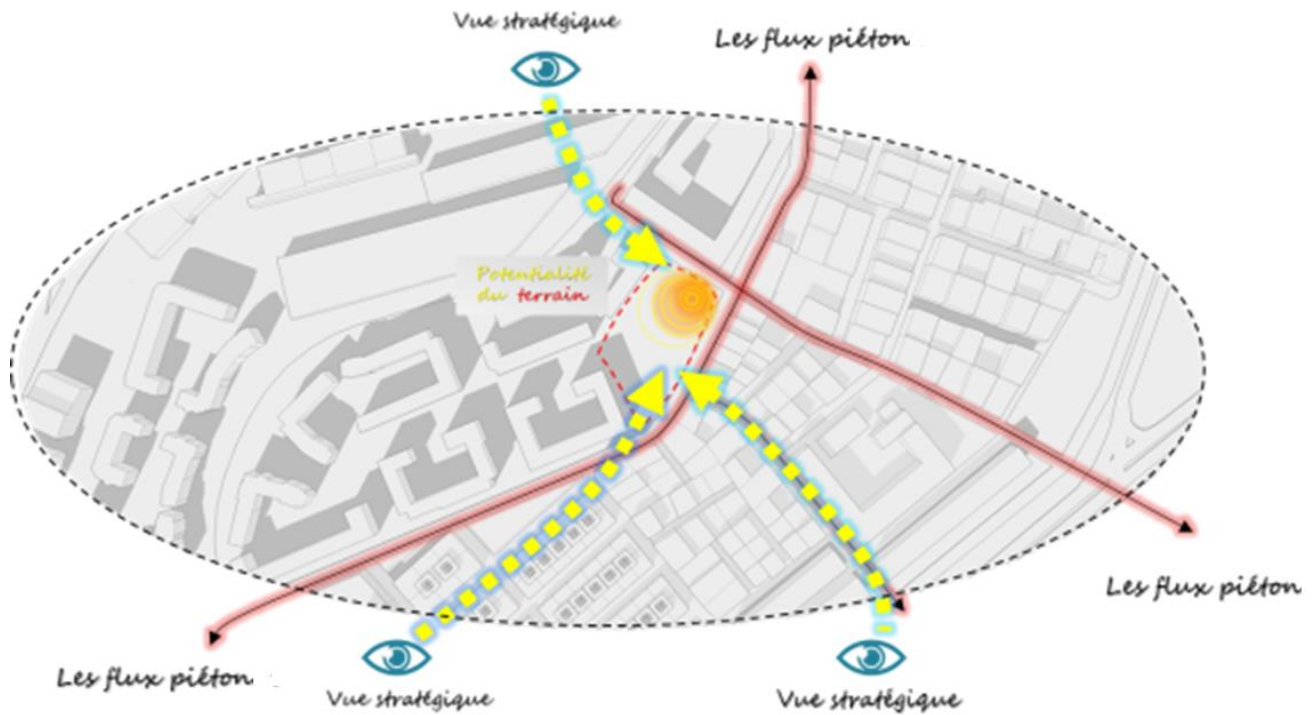 Vue stratégique
Les flux piéton
Potentialité
du terrain
Les flux piéton
Les flux piéton
Vue stratégique
Vue stratégique